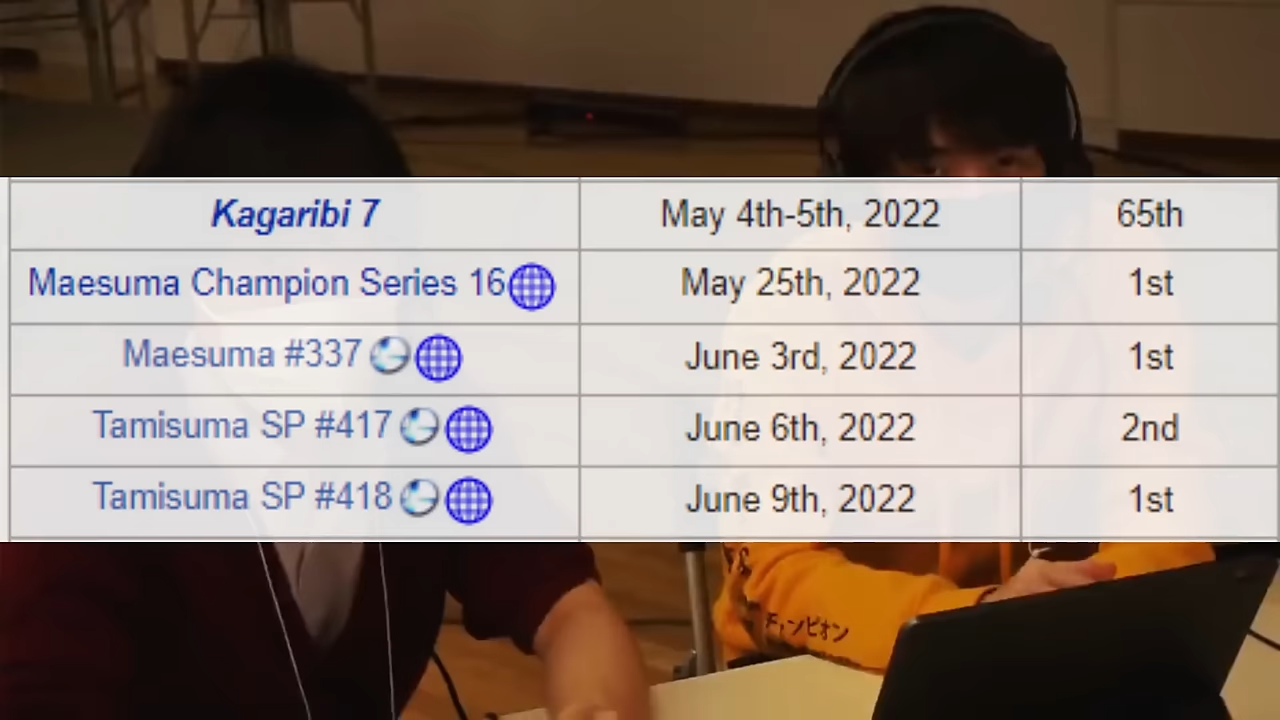 Kagaribi 7 May 4th-5th, 2022 65th
Maesuma Champion Series 16 May 25th, 2022 1st
Maesuma #337 June 3rd, 2022 1st
Tamisuma SP #417 June 6th, 2022 2nd
Tamisuma SP #418 June 9th, 2022 1st
チャンピオン